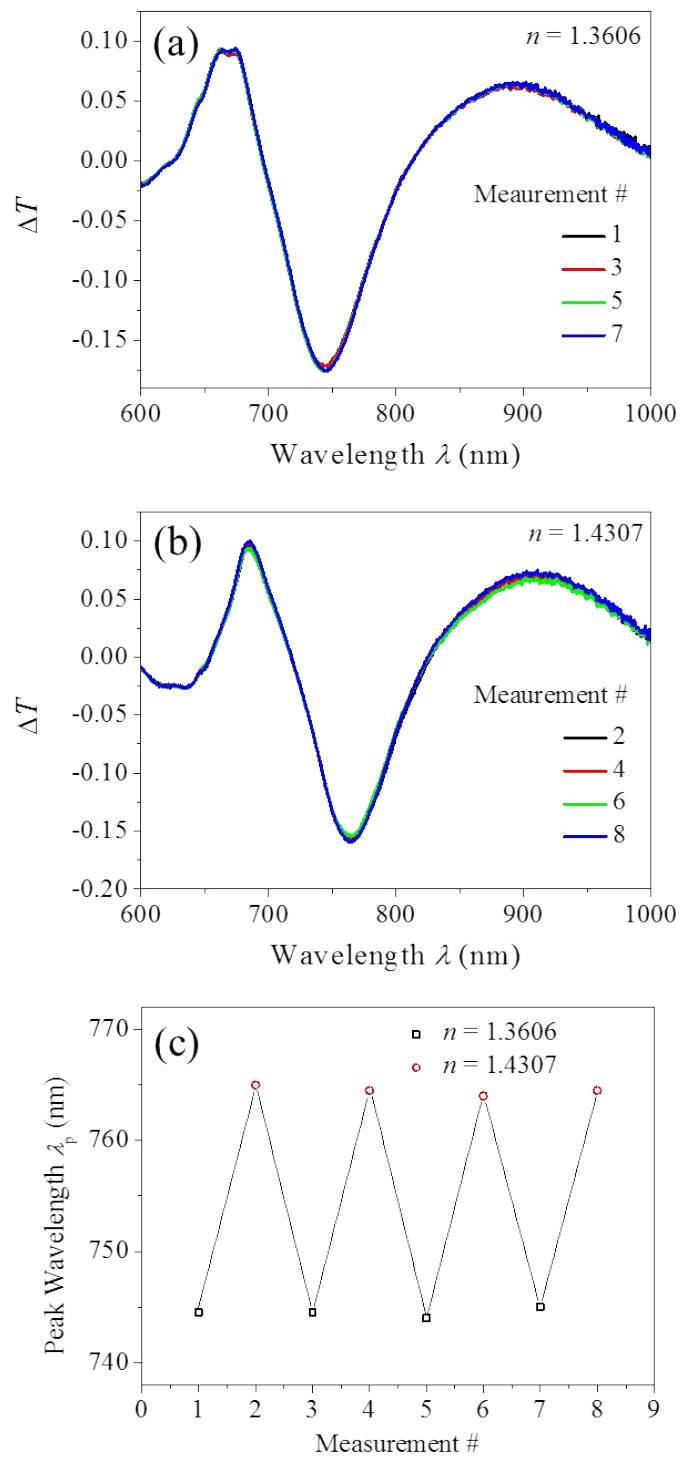 (a)
n = 1.3606
0.10
0.05
0.00
-0.05
-0.10
-0.15
ΔT
Meaurement #
1
3
5
7
600 700 800 900 1000
Wavelength λ (nm)
(b)
n = 1.4307
0.10
0.05
0.00
-0.05
-0.10
-0.15
-0.20
ΔT
Meaurement #
2
4
6
8
600 700 800 900 1000
Wavelength λ (nm)
(c)
n = 1.3606
n = 1.4307
770
760
750
740
Peak Wavelength λp (nm)
0 1 2 3 4 5 6 7 8 9
Measurement #